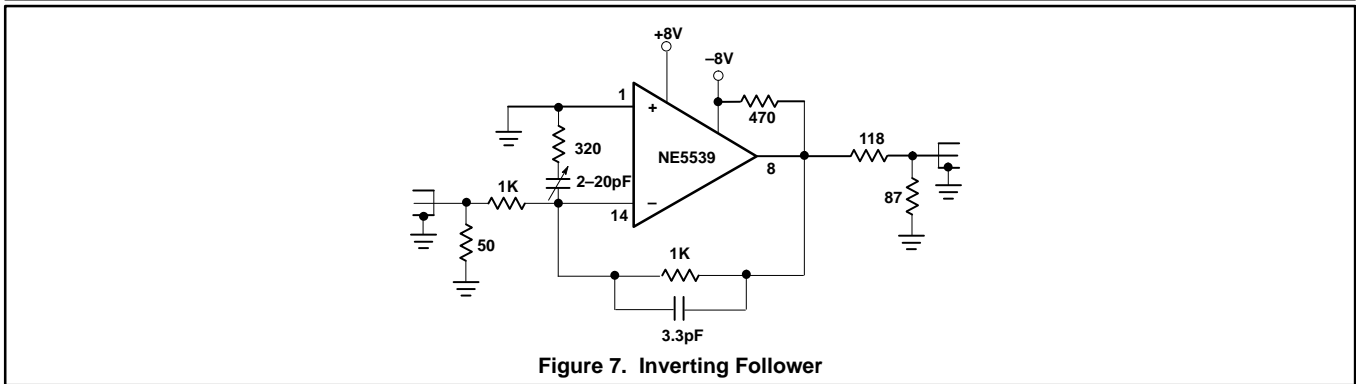 +8V
–8V
1
+
470
320
NE5539
118
8
2–20pF
1K
87
14
–
50
1K
3.3pF
Figure 7. Inverting Follower